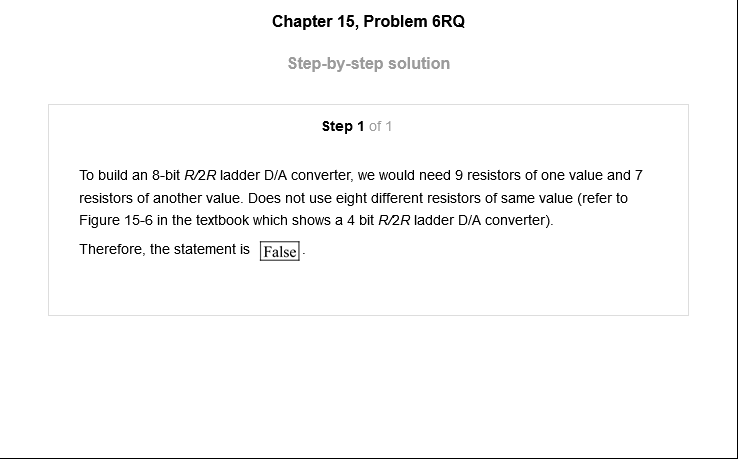 Chapter 15, Problem 6RQ
Step-by-step solution
Step 1 of 1
To build an 8-bit R/2R ladder D/A converter, we would need 9 resistors of one value and 7
resistors of another value. Does not use eight different resistors of same value (refer to
Figure 15-6 in the textbook which shows a 4 bit R/2R ladder D/A converter).
Therefore, the statement is False.